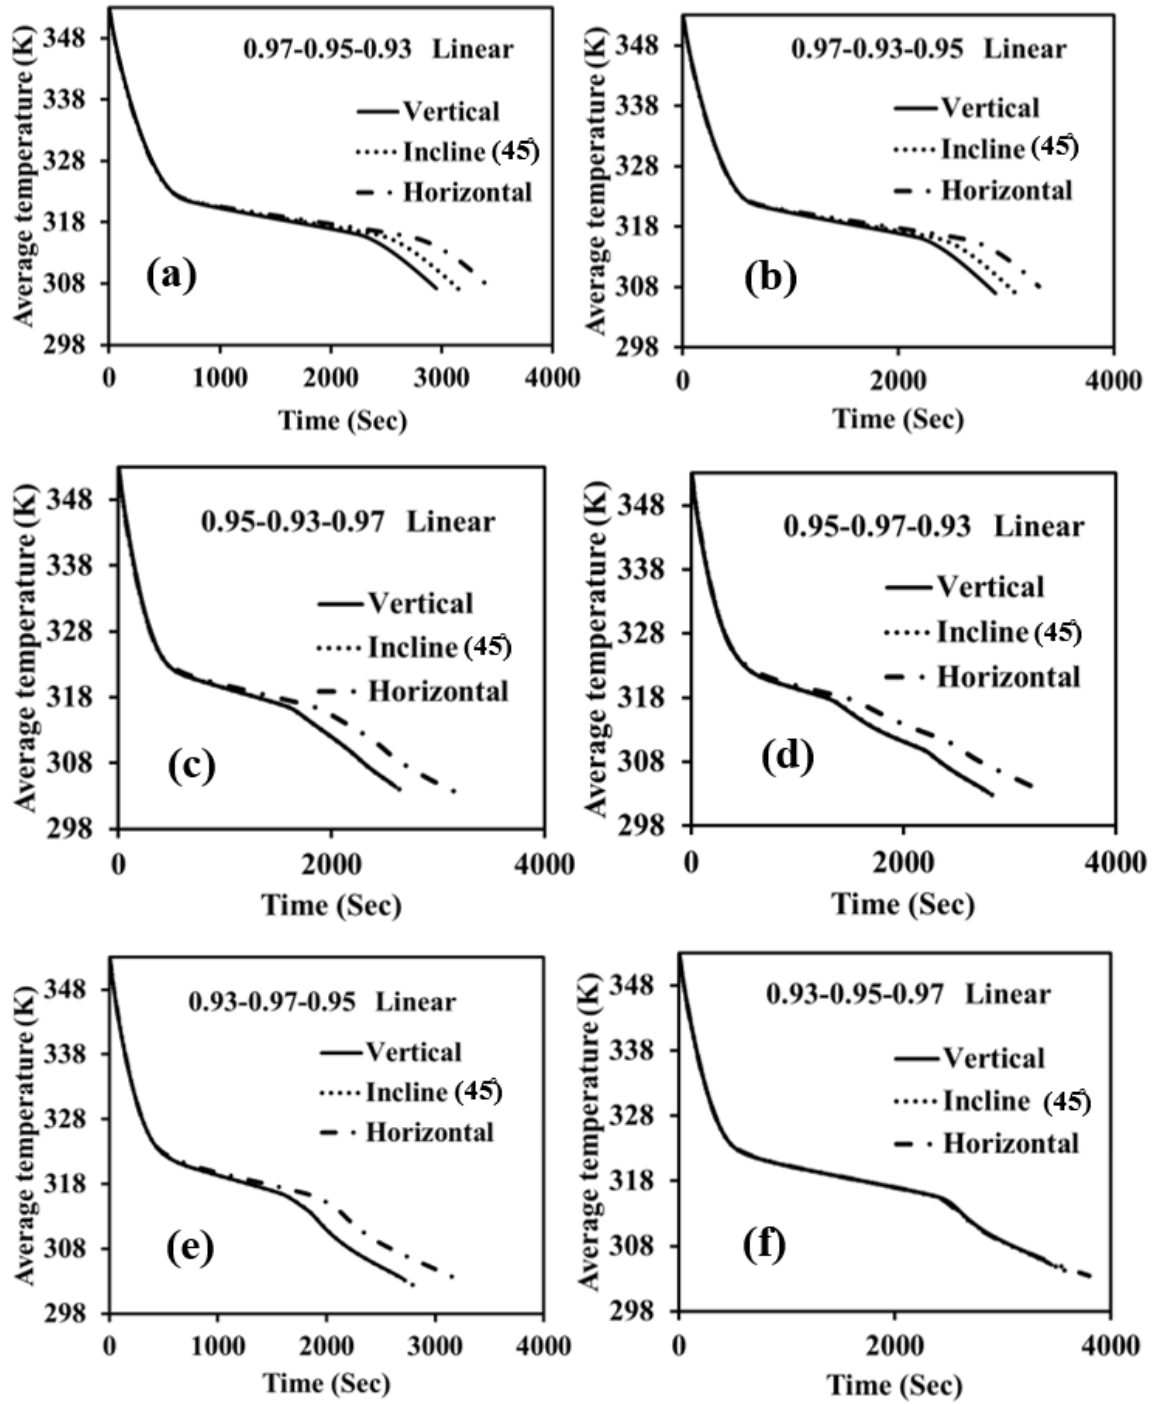 Average temperature (K)
348
338
328
318
308
298
0.97-0.95-0.93 Linear
Vertical
Incline (45°)
Horizontal
(a)
0 1000 2000 3000 4000
Time (Sec)
Average temperature (K)
348
338
328
318
308
298
0.97-0.93-0.95 Linear
Vertical
Incline (45°)
Horizontal
(b)
0 2000 4000
Time (Sec)
Average temperature (K)
348
338
328
318
308
298
0.95-0.93-0.97 Linear
Vertical
Incline (45°)
Horizontal
(c)
0 2000 4000
Time (Sec)
Average temperature (K)
348
338
328
318
308
298
0.95-0.97-0.93 Linear
Vertical
Incline (45°)
Horizontal
(d)
0 2000 4000
Time (Sec)
Average temperature (K)
348
338
328
318
308
298
0.93-0.97-0.95 Linear
Vertical
Incline (45°)
Horizontal
(e)
0 1000 2000 3000 4000
Time (Sec)
Average temperature (K)
348
338
328
318
308
298
0.93-0.95-0.97 Linear
Vertical
Incline (45°)
Horizontal
(f)
0 2000 4000
Time (Sec)